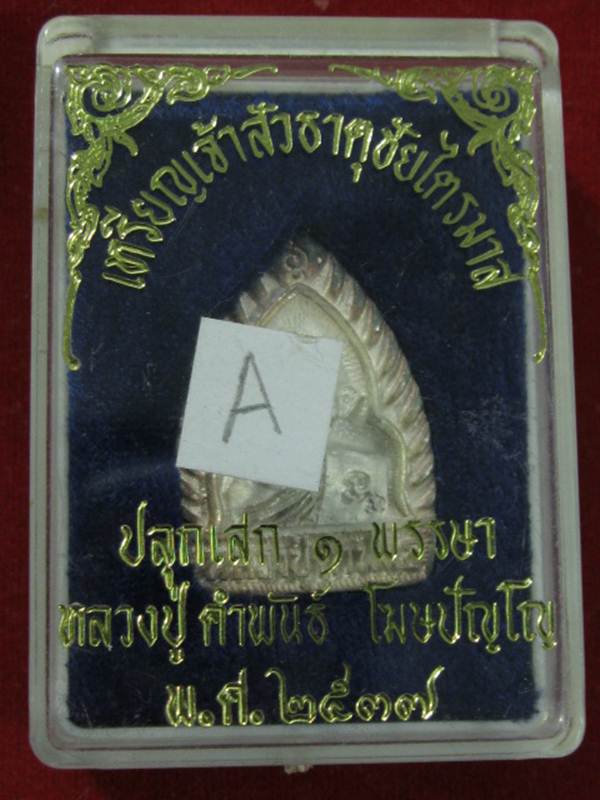 เหรียญเจ้าสัวธาตุชัยไตรมาส
A
ปลุกเสก ๑ พรรษา
หลวงปู่ คำพันธ์ โฆษปัญโญ
พ.ศ. ๒๕๓๗